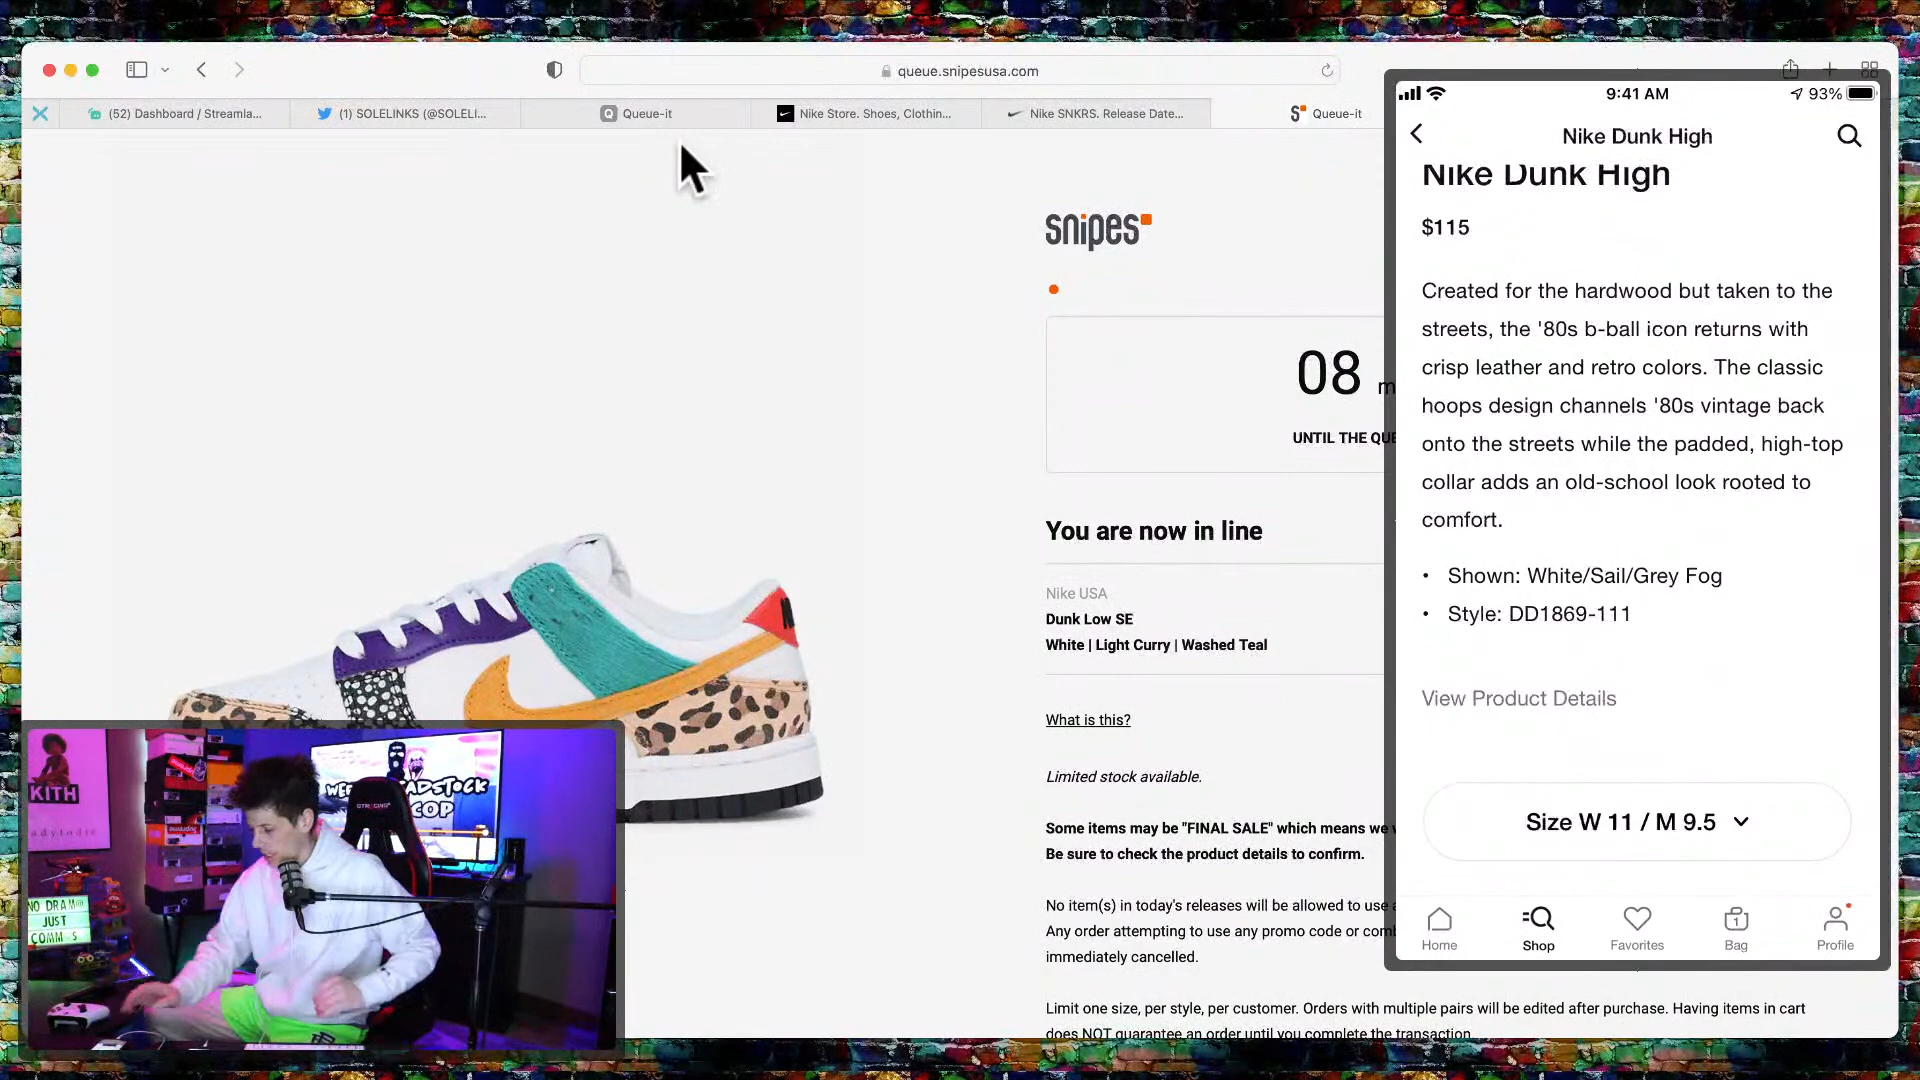 queue.snipesusa.com
(52) Dashboard / Streamla...
(1) SOLELINKS (@SOLELI...
Queue-it
Nike Store. Shoes, Clothin...
Nike SNKRS. Release Date...
Queue-it
snipes
08 m
UNTIL THE QUE
You are now in line
Nike USA
Dunk Low SE
White | Light Curry | Washed Teal
What is this?
Limited stock available.
Some items may be "FINAL SALE" which means we
Be sure to check the product details to confirm.
No item(s) in today's releases will be allowed to use
Any order attempting to use any promo code or
immediately cancelled.
Limit one size, per style, per customer. Orders with multiple pairs will be edited after purchase. Having items in cart
does NOT guarantee an order until you complete the transaction.
9:41 AM
93%
Nike Dunk High
Nike Dunk High
$115
Created for the hardwood but taken to the
streets, the '80s b-ball icon returns with
crisp leather and retro colors. The classic
hoops design channels '80s vintage back
onto the streets while the padded, high-top
collar adds an old-school look rooted to
comfort.
• Shown: White/Sail/Grey Fog
• Style: DD1869-111
View Product Details
Size W 11 / M 9.5
Home
Shop
Favorites
1
Bag
Profile
KITH
NO DRAM
JUST
COMM S
COP